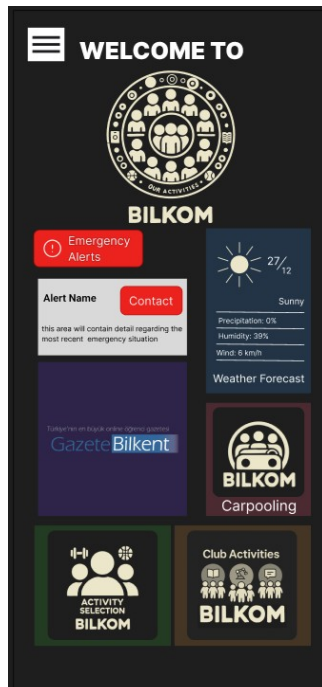 WELCOME TO
OUR ACTIVITIES
BILKOM
Emergency
Alerts
Alert Name
Contact
this area will contain detail regarding the
most recent emergency situation
27/12
Sunny
Precipitation: 0%
Humidity: 39%
Wind: 6 km/h
Weather Forecast
Türkiye'nin en büyük online öğrenci gazetesi
GazeteBilkent
BILKOM
Carpooling
ACTIVITY
SELECTION
BILKOM
Club Activities
BILKOM